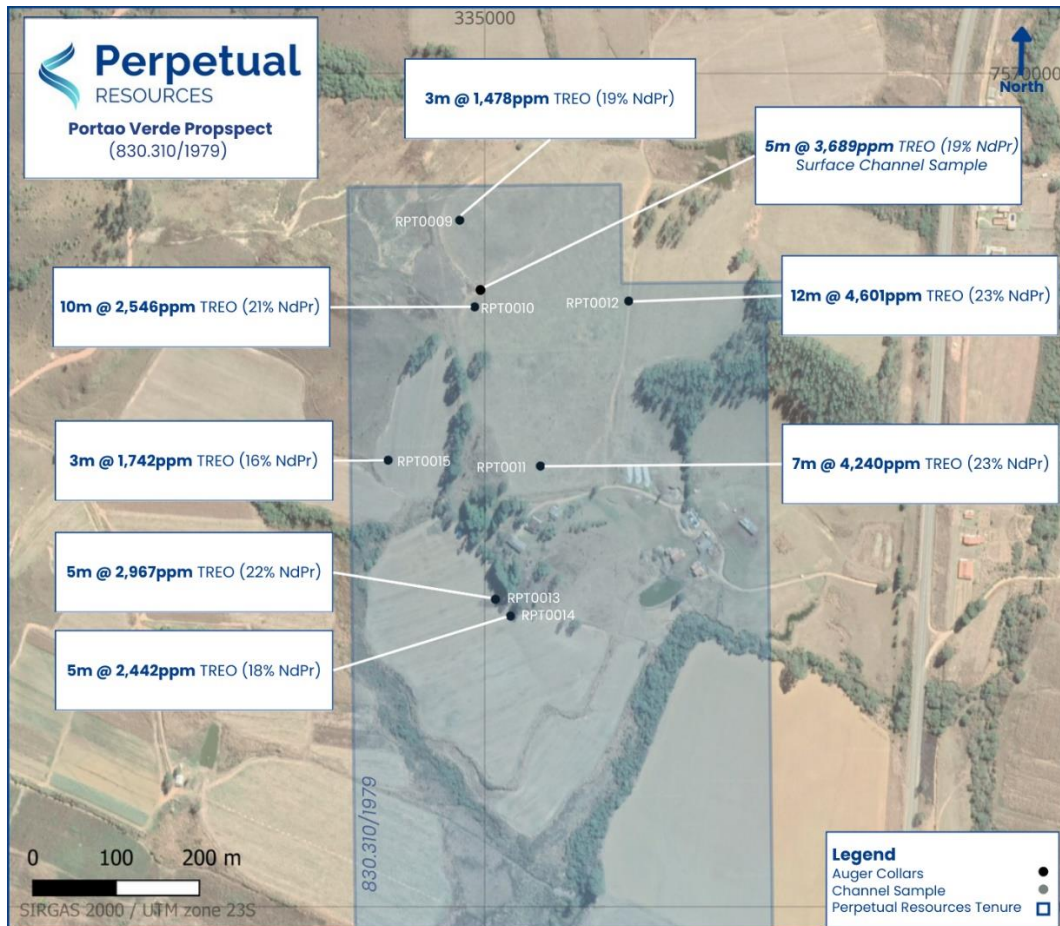 335000
7570000
North
Perpetual
RESOURCES
Portao Verde Propspect
(830.310/1979)
3m @ 1,478ppm TREO (19% NdPr)
5m @ 3,689ppm TREO (19% NdPr)
Surface Channel Sample
RPT0009
10m @ 2,546ppm TREO (21% NdPr)
RPT0010
RPT0012
12m @ 4,601ppm TREO (23% NdPr)
3m @ 1,742ppm TREO (16% NdPr)
RPT0015
RPT0011
7m @ 4,240ppm TREO (23% NdPr)
5m @ 2,967ppm TREO (22% NdPr)
RPT0013
RPT0014
5m @ 2,442ppm TREO (18% NdPr)
830.310/1979
0 100 200 m
SIRGAS 2000 / UTM zone 23S
Legend
Auger Collars
Channel Sample
Perpetual Resources Tenure